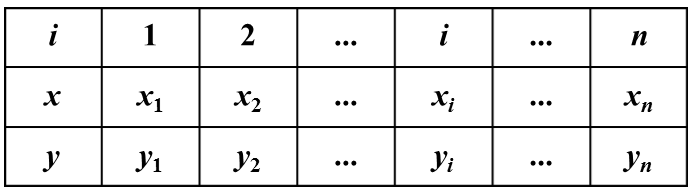 i 1 2 ... i ... n
x x₁ x₂ ... xᵢ ... xₙ
y y₁ y₂ ... yᵢ ... yₙ